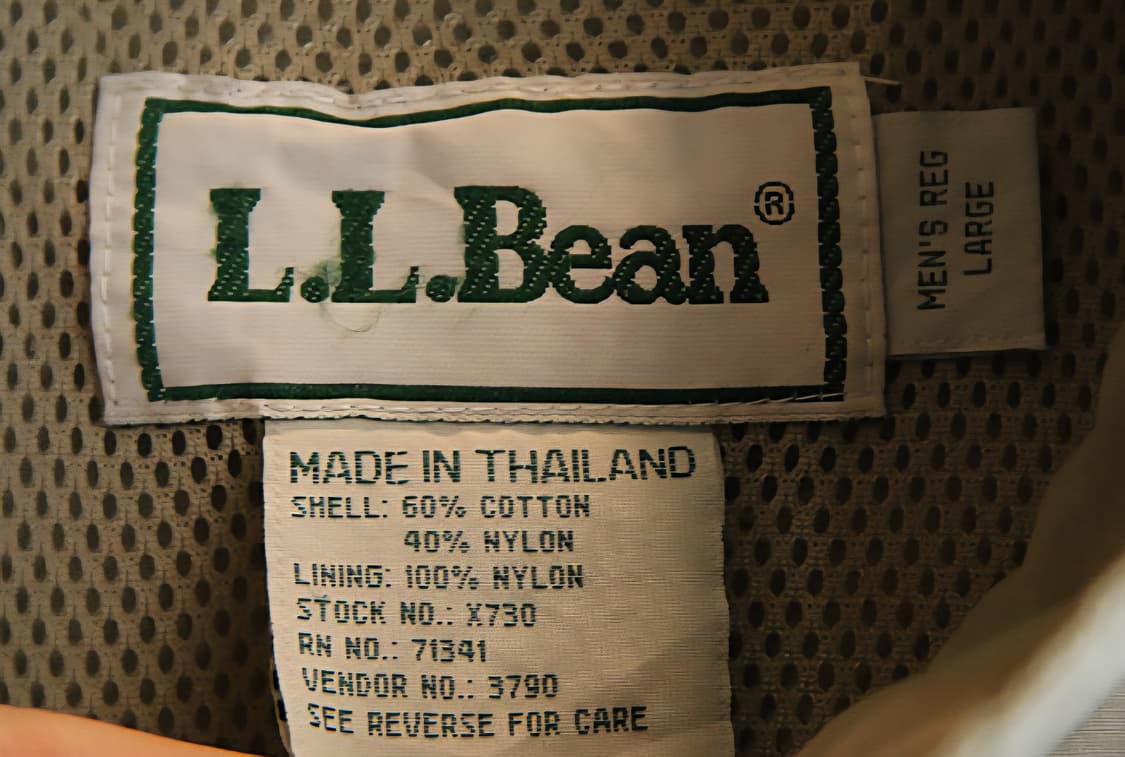 L.L.Bean®
MEN'S REG
LARGE
MADE IN THAILAND
SHELL: 60% COTTON
40% NYLON
LINING: 100% NYLON
STOCK NO.: X730
RN NO.: 71341
VENDOR NO.: 3790
SEE REVERSE FOR CARE